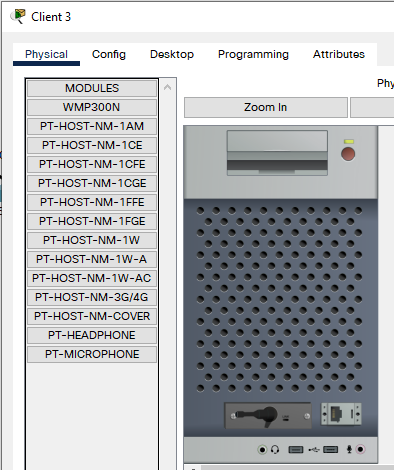 Client 3
Physical Config Desktop Programming Attributes
MODULES
WMP300N
PT-HOST-NM-1AM
PT-HOST-NM-1CE
PT-HOST-NM-1CFE
PT-HOST-NM-1CGE
PT-HOST-NM-1FFE
PT-HOST-NM-1FGE
PT-HOST-NM-1W
PT-HOST-NM-1W-A
PT-HOST-NM-1W-AC
PT-HOST-NM-3G/4G
PT-HOST-NM-COVER
PT-HEADPHONE
PT-MICROPHONE
Phy
Zoom In